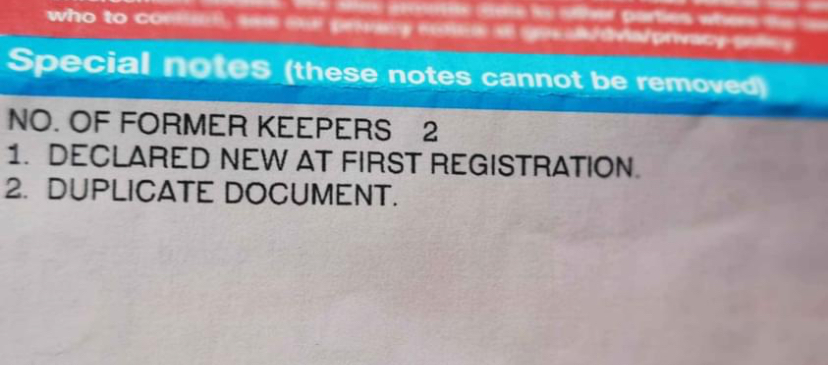 who to contact, see our privacy notice at gov.uk/dvla/privacy-policy
Special notes (these notes cannot be removed)
NO. OF FORMER KEEPERS 2
1. DECLARED NEW AT FIRST REGISTRATION.
2. DUPLICATE DOCUMENT.